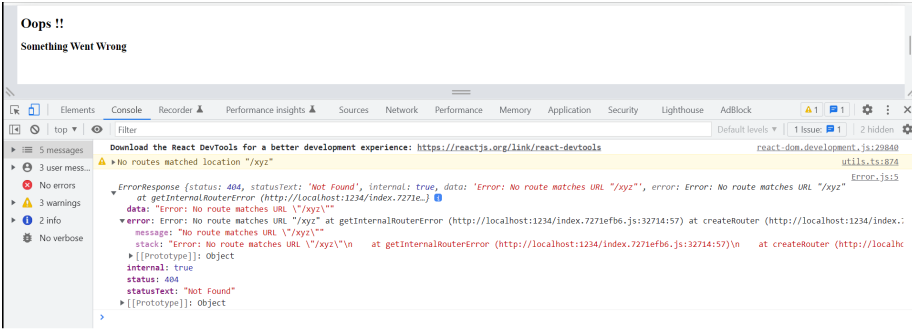 Oops !!
Something Went Wrong
Elements Console Recorder Performance insights Sources Network Performance Memory Application Security Lighthouse AdBlock 1 1
top Filter Default levels 1 Issue: 1 2 hidden
5 messages
3 user mess...
No errors
3 warnings
2 info
No verbose
Download the React DevTools for a better development experience: https://reactjs.org/link/react-devtools react-dom.development.js:29840
No routes matched location "/xyz" utils.ts:874
Error.js:5
ErrorResponse {status: 404, statusText: 'Not Found', internal: true, data: 'Error: No route matches URL "/xyz"', error: Error: No route matches URL "/xyz"
at getInternalRouterError (http://localhost:1234/index.7271e…}
data: "Error: No route matches URL \"/xyz\""
error: Error: No route matches URL "/xyz" at getInternalRouterError (http://localhost:1234/index.7271efb6.js:32714:57) at createRouter (http://localhost:1234/index.7
message: "No route matches URL \"/xyz\""
stack: "Error: No route matches URL \"/xyz\"\n    at getInternalRouterError (http://localhost:1234/index.7271efb6.js:32714:57)\n    at createRouter (http://localho
[[Prototype]]: Object
internal: true
status: 404
statusText: "Not Found"
[[Prototype]]: Object